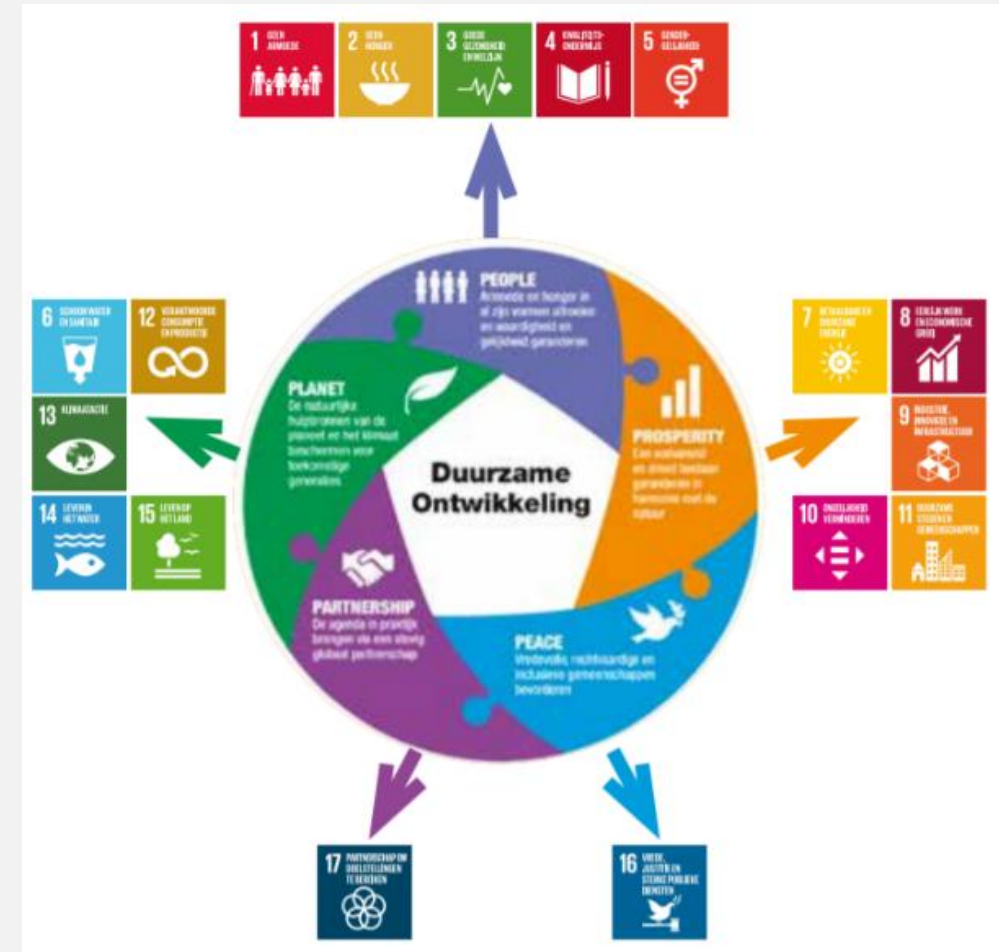 1 GEEN
ARMOEDE
2 GEEN
HONGER
3 GOEDE
GEZONDHEID
EN WELZIJN
4 KWALITEITS-
ONDERWIJS
5 GENDER-
GELIJKHEID
PEOPLE
Armoede en honger in
al zijn vormen uitroeien
en waardigheid en
gelijkheid garanderen
6 SCHOON WATER
EN SANITAIR
12 VERANTWOORDE
CONSUMPTIE
EN PRODUCTIE
13 KLIMAATACTIE
14 LEVEN IN
HET WATER
15 LEVEN OP
HET LAND
PLANET
De natuurlijke
hulpbronnen van de
planeet en het klimaat
beschermen voor
toekomstige
generaties
Duurzame
Ontwikkeling
PROSPERITY
Een welvarend
en
garanderen in
harmonie met de
natuur
7 BETAALBARE EN
DUURZAME
ENERGIE
8 EERLIJK WERK
EN ECONOMISCHE
GROEI
9 INDUSTRIE,
INNOVATIE EN
INFRASTRUCTUUR
10 ONGELIJKHEID
VERMINDEREN
11 DUURZAME
STEDEN EN
GEMEENSCHAPPEN
PARTNERSHIP
De agenda in praktijk
brengen via een stevig
globaal partnerschap
PEACE
Vredevolle, rechtvaardige en
inclusieve gemeenschappen
bevorderen
17 PARTNERSCHAP OM
DOELSTELLINGEN
TE BEREIKEN
16 VREDE,
JUSTITIE EN
STERKE PUBLIEKE
DIENSTEN